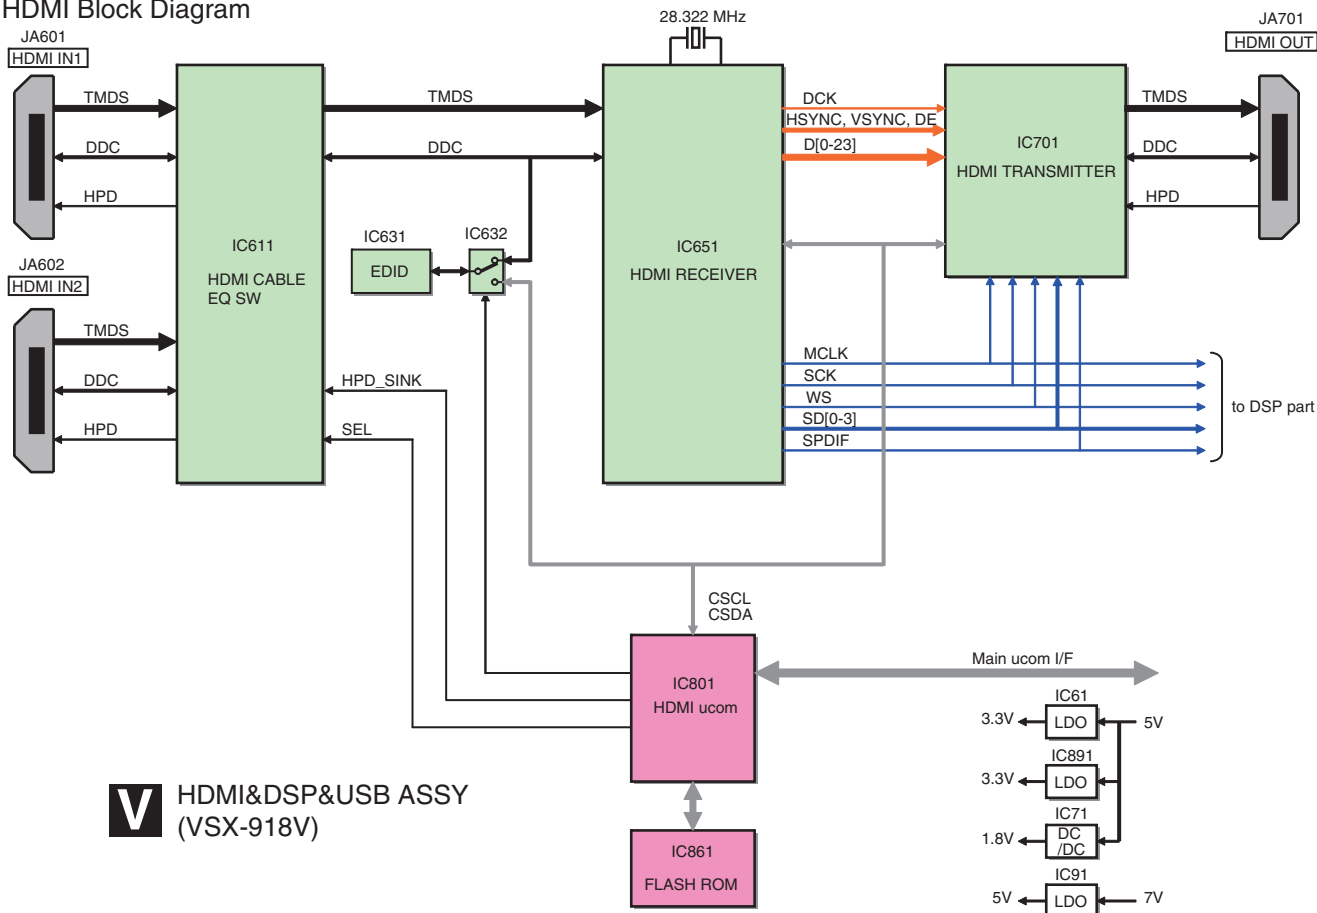 HDMI Block Diagram
JA601
HDMI IN1
28.322 MHz
JA701
HDMI OUT
TMDS
TMDS
DCK
TMDS
HSYNC, VSYNC, DE
DDC
DDC
D[0-23]
IC701
HDMI TRANSMITTER
DDC
HPD
HPD
JA602
HDMI IN2
IC611
HDMI CABLE
EQ SW
IC631
EDID
IC632
IC651
HDMI RECEIVER
TMDS
DDC
HPD
HPD_SINK
SEL
MCLK
SCK
WS
SD[0-3]
SPDIF
to DSP part
CSCL
CSDA
IC801
HDMI ucom
Main ucom I/F
IC61
3.3V
LDO
5V
IC891
3.3V
LDO
IC71
1.8V
DC
/DC
IC91
5V
LDO
7V
V
HDMI&DSP&USB ASSY
(VSX-918V)
IC861
FLASH ROM